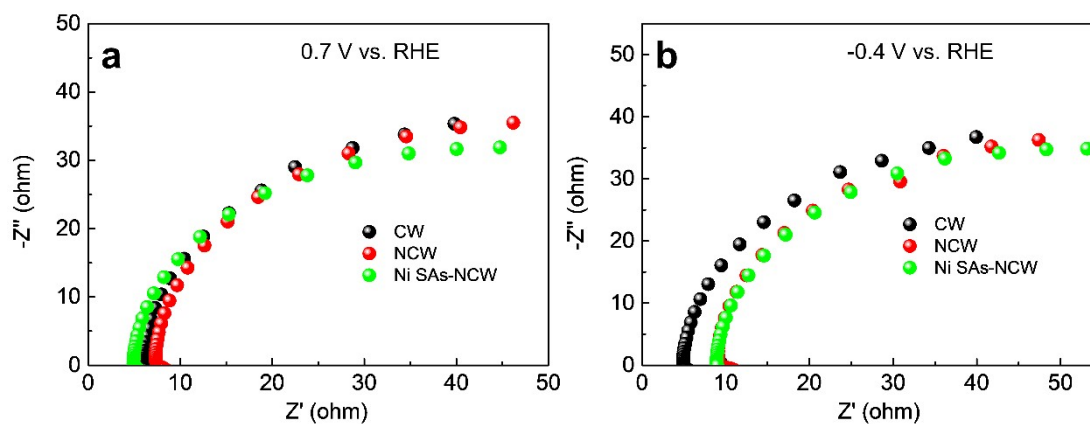 a
0.7 V vs. RHE
50
40
30
20
10
0
-Z'' (ohm)
CW
NCW
Ni SAs-NCW
0 10 20 30 40 50
Z' (ohm)
b
-0.4 V vs. RHE
50
40
30
20
10
0
-Z'' (ohm)
CW
NCW
Ni SAs-NCW
0 10 20 30 40 50
Z' (ohm)